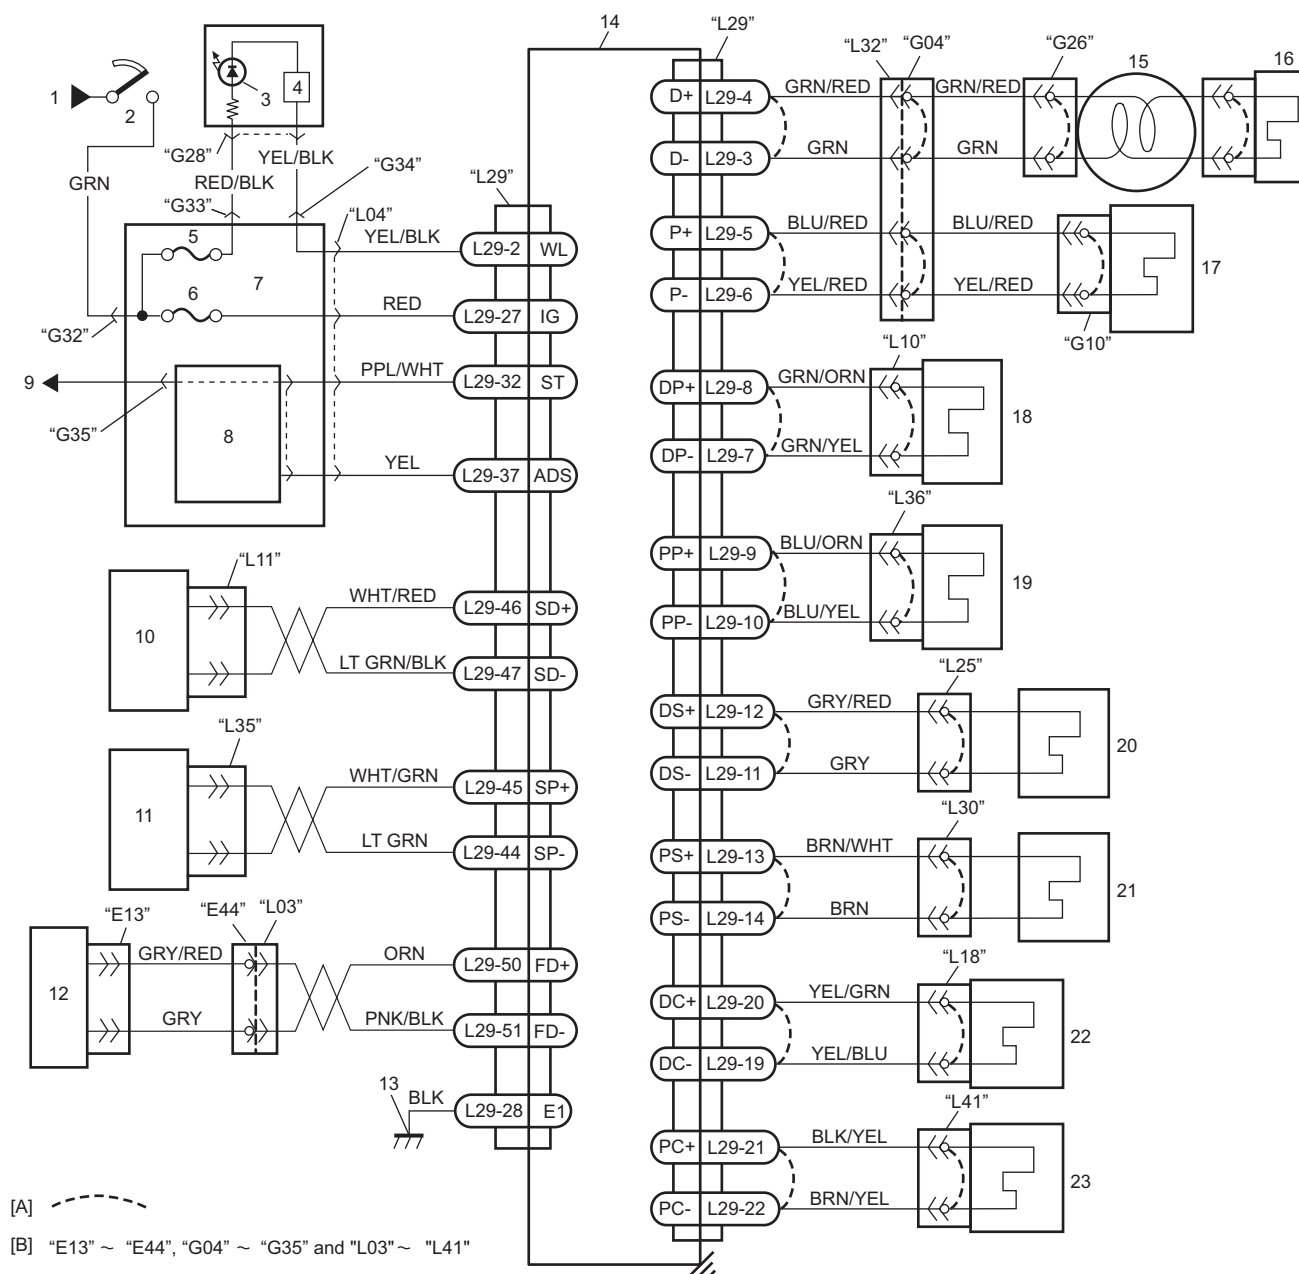 14
"L29"
"L32" "G04"
"G26"
15
16
1
2
3
4
"G28"
YEL/BLK
"G34"
GRN
RED/BLK
"G33"
"L04"
"L29"
5
YEL/BLK
L29-2 WL
6
7
RED
L29-27 IG
"G32"
9
PPL/WHT
L29-32 ST
"G35"
8
YEL
L29-37 ADS
"L11"
10
WHT/RED
L29-46 SD+
LT GRN/BLK
L29-47 SD-
"L35"
11
WHT/GRN
L29-45 SP+
LT GRN
L29-44 SP-
"E13"
"E44" "L03"
12
GRY/RED
ORN
L29-50 FD+
GRY
PNK/BLK
L29-51 FD-
13
BLK
L29-28 E1
D+ L29-4
GRN/RED
GRN/RED
D- L29-3
GRN
GRN
P+ L29-5
BLU/RED
BLU/RED
17
P- L29-6
YEL/RED
YEL/RED
"G10"
"L10"
DP+ L29-8
GRN/ORN
18
DP- L29-7
GRN/YEL
"L36"
PP+ L29-9
BLU/ORN
19
PP- L29-10
BLU/YEL
"L25"
DS+ L29-12
GRY/RED
20
DS- L29-11
GRY
"L30"
PS+ L29-13
BRN/WHT
21
PS- L29-14
BRN
"L18"
DC+ L29-20
YEL/GRN
22
DC- L29-19
YEL/BLU
"L41"
PC+ L29-21
BLK/YEL
23
PC- L29-22
BRN/YEL
[A]
[B] "E13" ~ "E44", "G04" ~ "G35" and "L03" ~ "L41"